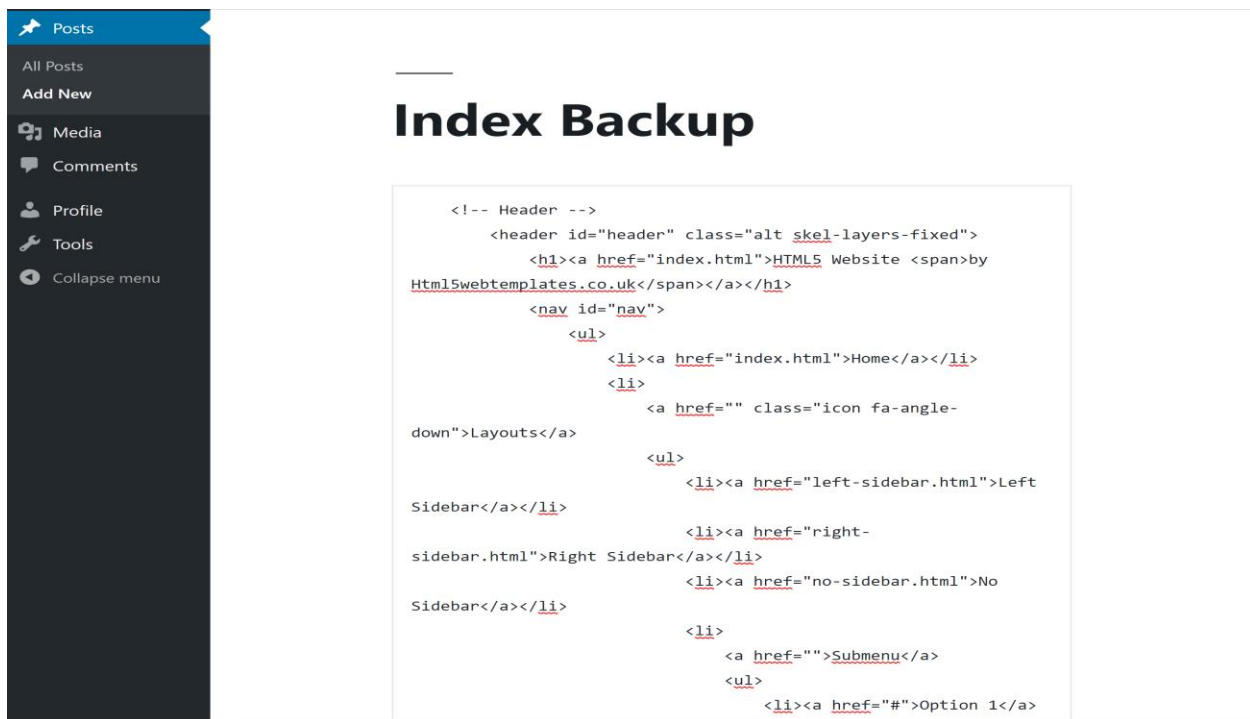 Posts
All Posts
Add New
Media
Comments
Profile
Tools
Collapse menu
Index Backup
<!-- Header -->
<header id="header" class="alt skel-layers-fixed">
<h1><a href="index.html">HTML5 Website <span>by
Html5webtemplates.co.uk</span></a></h1>
<nav id="nav">
<ul>
<li><a href="index.html">Home</a></li>
<li>
<a href="" class="icon fa-angle-
down">Layouts</a>
<ul>
<li><a href="left-sidebar.html">Left
Sidebar</a></li>
<li><a href="right-
sidebar.html">Right Sidebar</a></li>
<li><a href="no-sidebar.html">No
Sidebar</a></li>
<li>
<a href="">Submenu</a>
<ul>
<li><a href="#">Option 1</a>